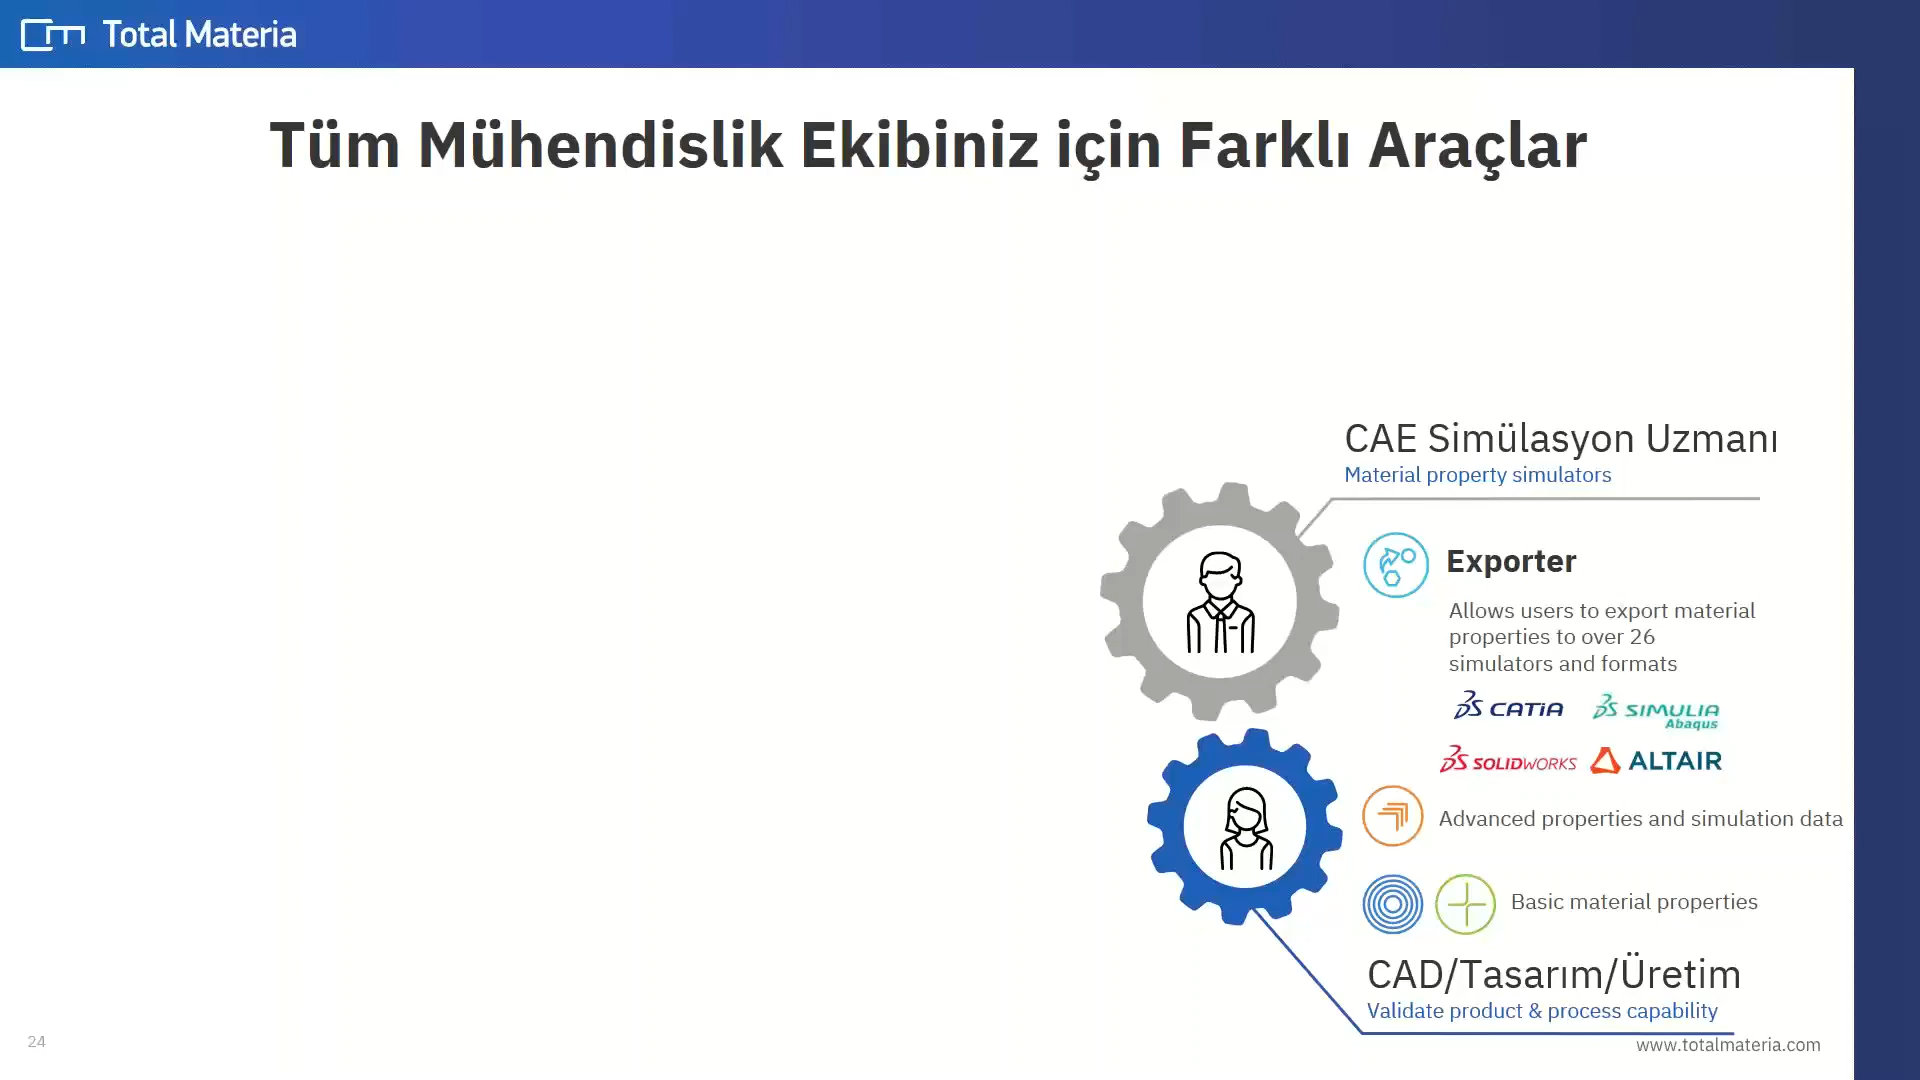 Total Materia
Tüm Mühendislik Ekibiniz için Farklı Araçlar
CAE Simülasyon Uzmanı
Material property simulators
Exporter
Allows users to export material
properties to over 26
simulators and formats
CATIA
SIMULIA
Abaqus
SOLIDWORKS
ALTAIR
Advanced properties and simulation data
Basic material properties
CAD/Tasarım/Üretim
Validate product & process capability
24
www.totalmateria.com